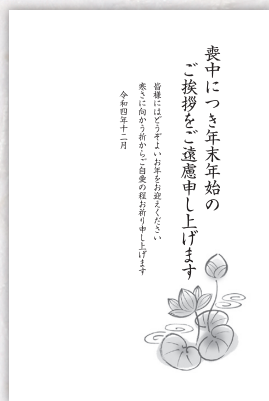 喪中につき年末年始の
ご挨拶をご遠慮申し上げます
皆様にはどうぞよいお年をお迎えください
寒さに向かう折からご自愛の程お祈り申し上げます
令和四年十二月